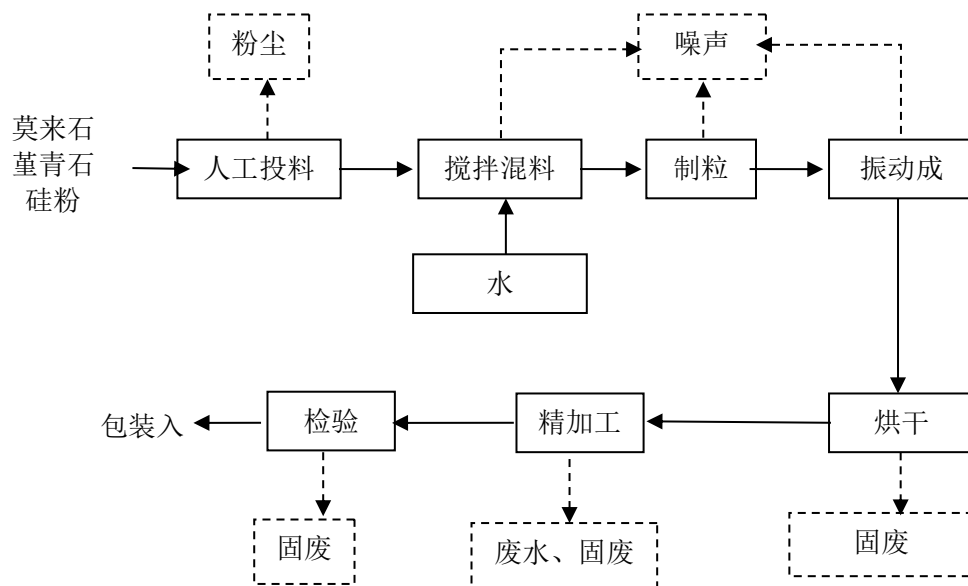 粉尘
噪声
莫来石
堇青石
硅粉
人工投料
搅拌混料
制粒
振动成
水
包装入
检验
精加工
烘干
固废
废水、固废
固废